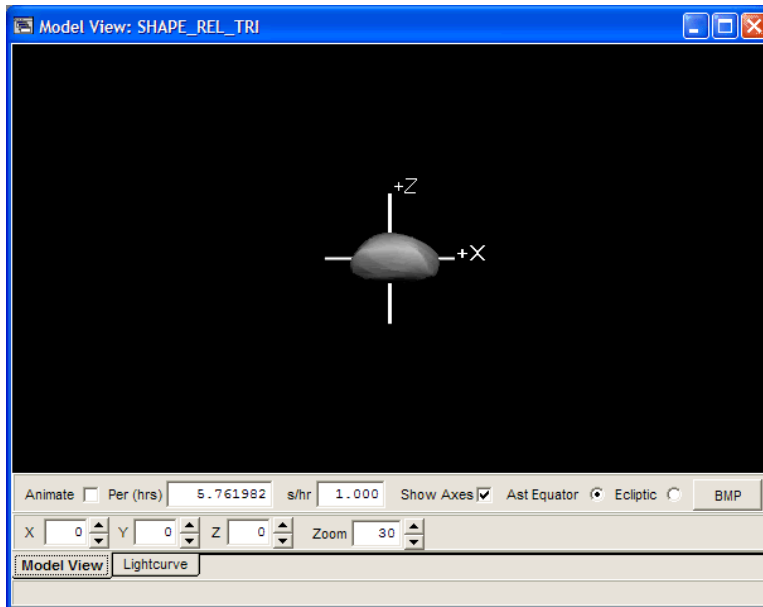 Model View: SHAPE_REL_TRI
+Z
+X
Animate Per (hrs) 5.761982 s/hr 1.000 Show Axes Ast Equator Ecliptic BMP
X 0 Y 0 Z 0 Zoom 30
Model View Lightcurve